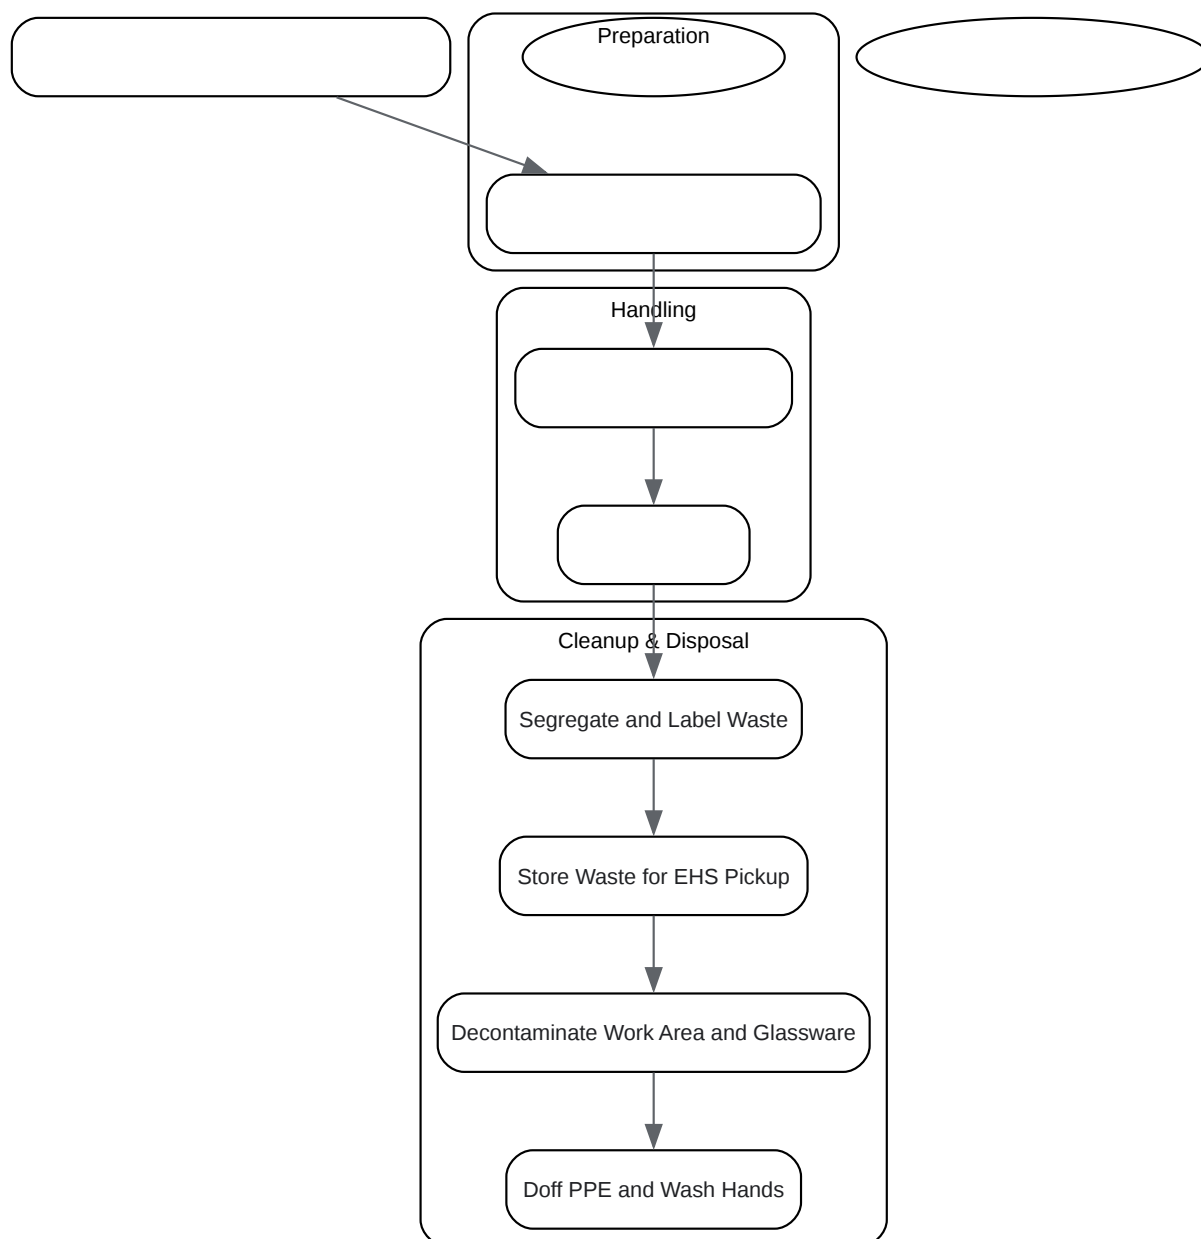 Preparation
Handling
Cleanup & Disposal
Segregate and Label Waste
Store Waste for EHS Pickup
Decontaminate Work Area and Glassware
Doff PPE and Wash Hands